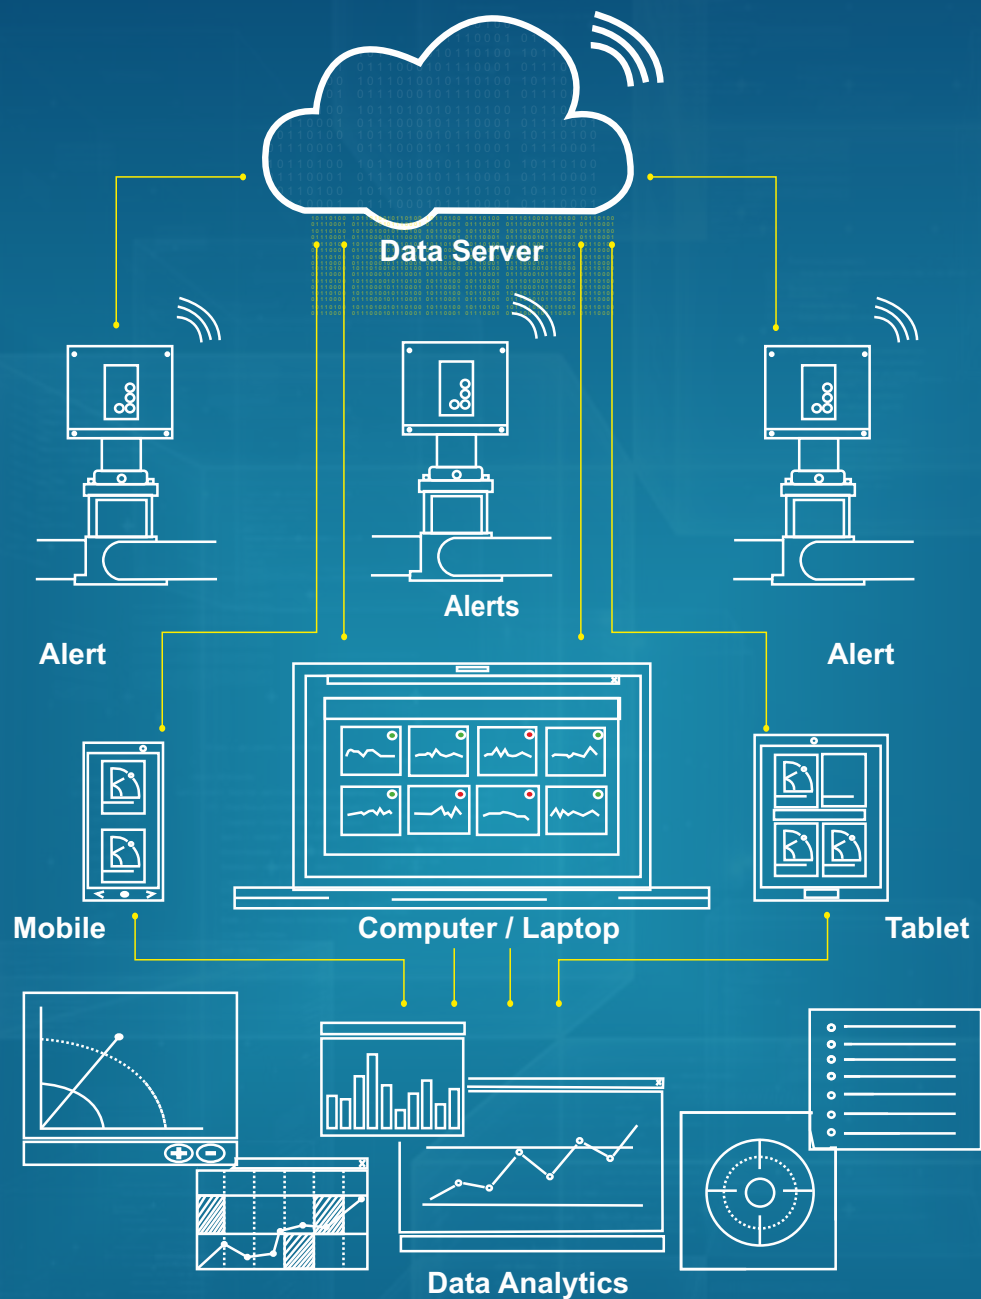 Data Server
Alerts
Alert
Alert
Mobile
Computer / Laptop
Tablet
Data Analytics